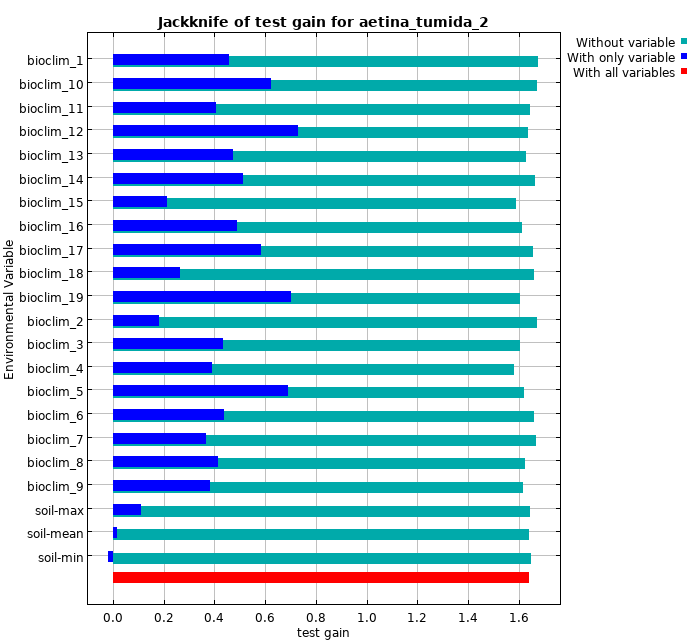 Jackknife of test gain for aetina_tumida_2
Without variable
With only variable
With all variables
Environmental Variable
bioclim_1
bioclim_10
bioclim_11
bioclim_12
bioclim_13
bioclim_14
bioclim_15
bioclim_16
bioclim_17
bioclim_18
bioclim_19
bioclim_2
bioclim_3
bioclim_4
bioclim_5
bioclim_6
bioclim_7
bioclim_8
bioclim_9
soil-max
soil-mean
soil-min
0.0 0.2 0.4 0.6 0.8 1.0 1.2 1.4 1.6
test gain